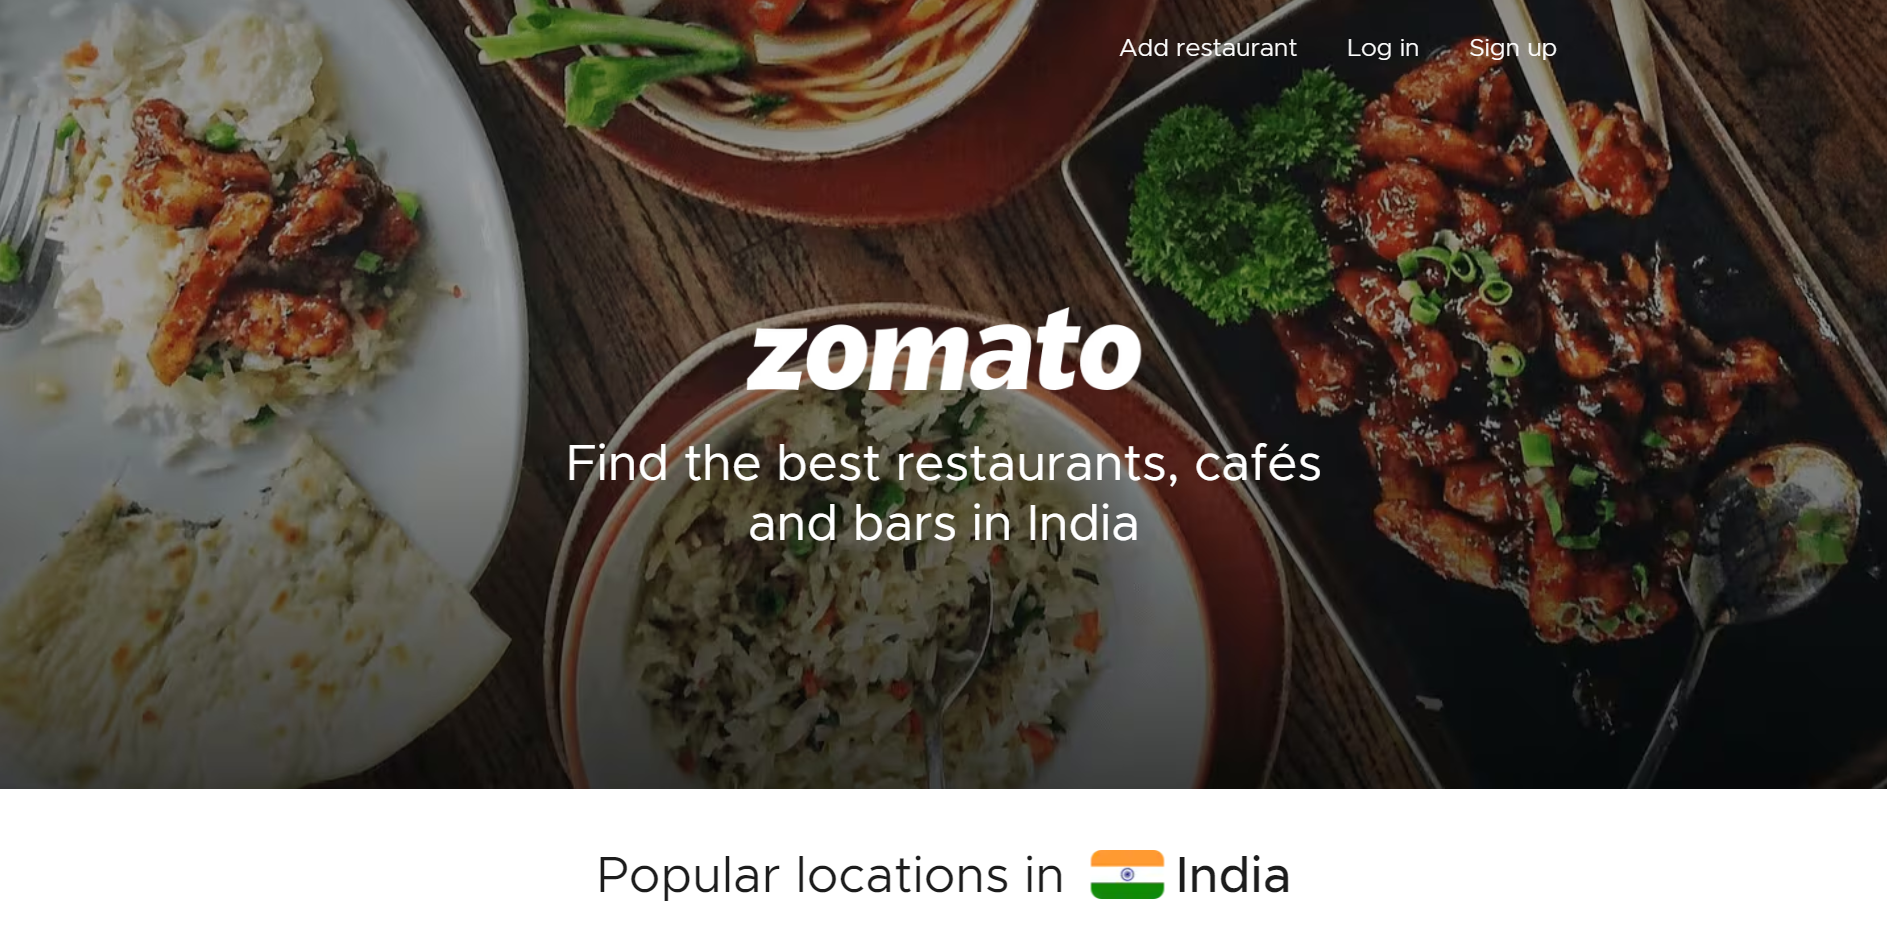 Add restaurant Log in Sign up
zomato
Find the best restaurants, cafés
and bars in India
Popular locations in India